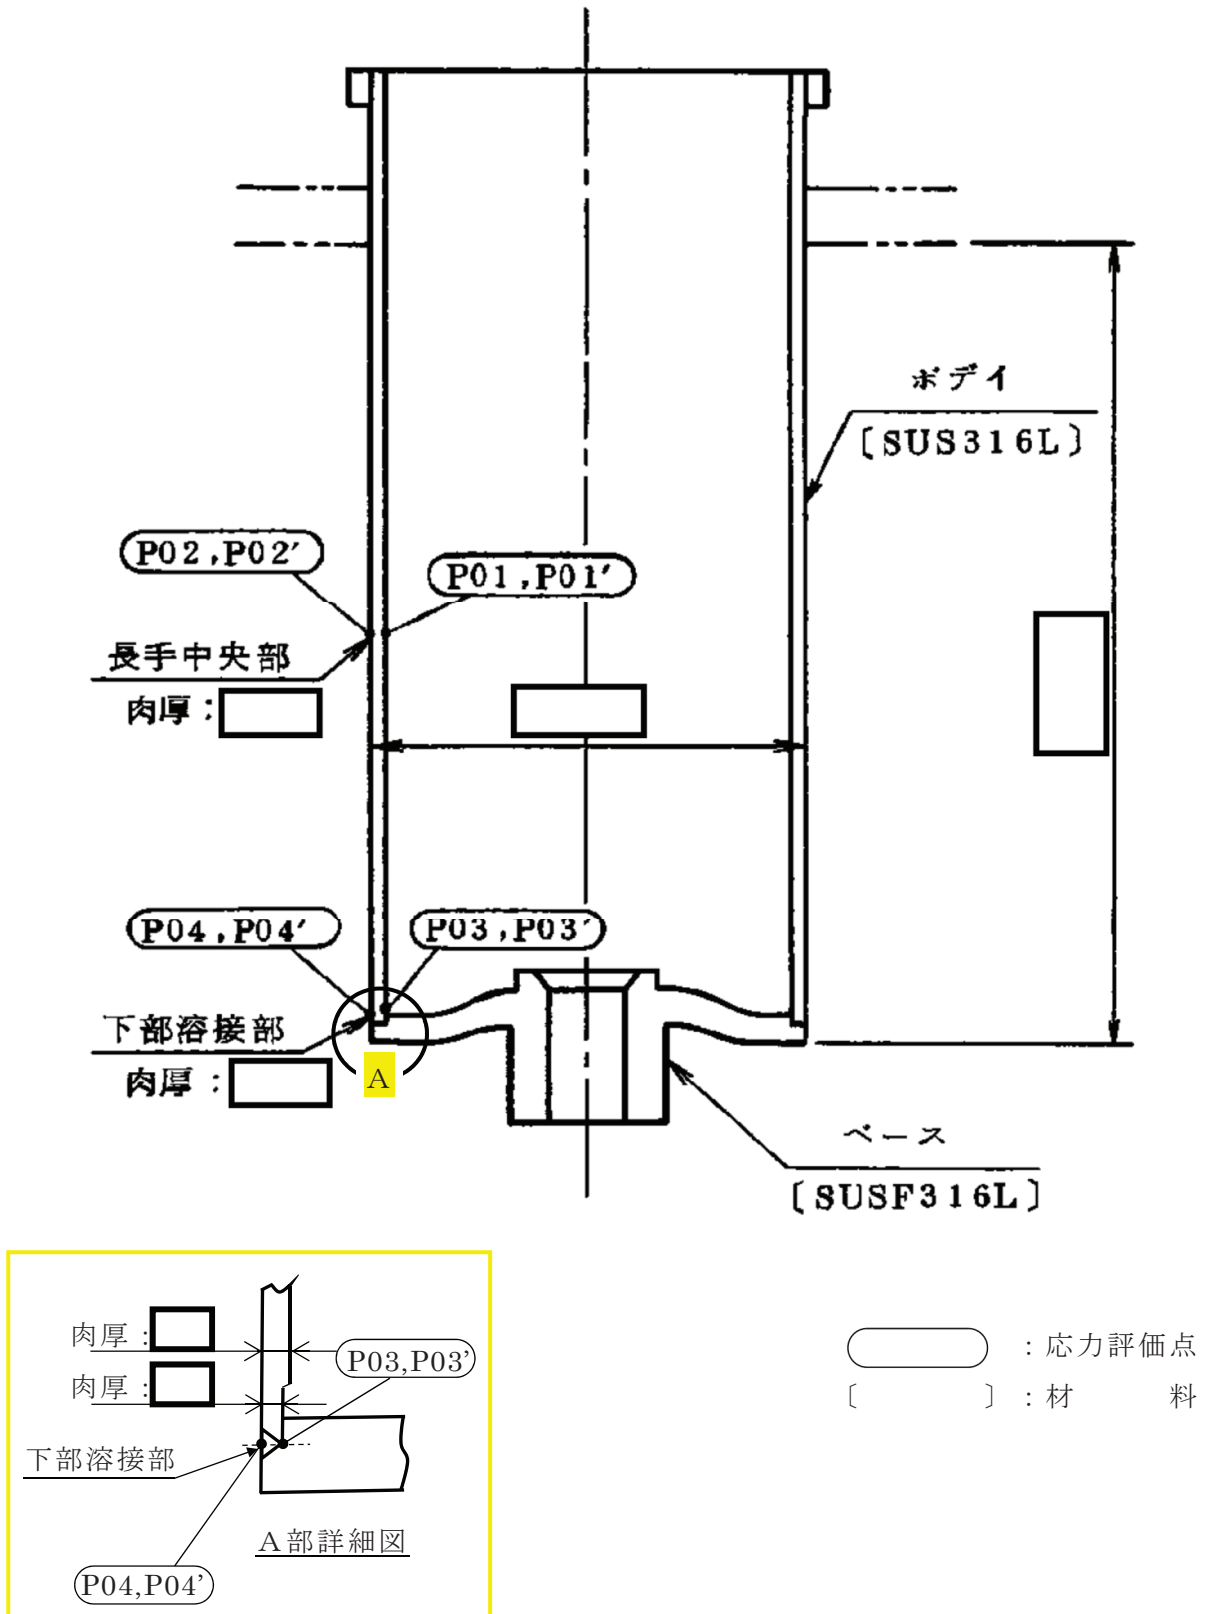 ボデイ
〔SUS316L〕
P02,P02′
P01,P01′
長手中央部
肉厚：
P04,P04′
P03,P03′
下部溶接部
肉厚：
A
ベース
〔SUSF316L〕
肉厚：
P03,P03’
肉厚：
下部溶接部
A部詳細図
P04,P04’
：応力評価点
〔　　〕：材　　料